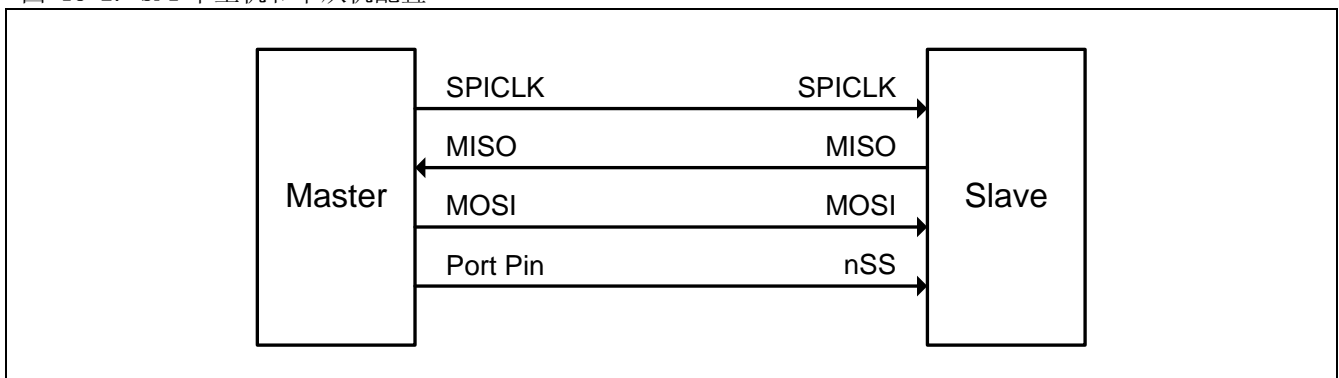 SPICLK SPICLK
MISO MISO
Master MOSI MOSI Slave
Port Pin nSS